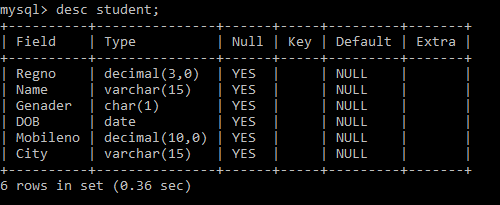 mysql> desc student;
+----------+---------------+------+-----+---------+-------+
| Field    | Type          | Null | Key | Default | Extra |
+----------+---------------+------+-----+---------+-------+
| Regno    | decimal(3,0)  | YES  |     | NULL    |       |
| Name     | varchar(15)   | YES  |     | NULL    |       |
| Genader  | char(1)       | YES  |     | NULL    |       |
| DOB      | date          | YES  |     | NULL    |       |
| Mobileno | decimal(10,0) | YES  |     | NULL    |       |
| City     | varchar(15)   | YES  |     | NULL    |       |
+----------+---------------+------+-----+---------+-------+
6 rows in set (0.36 sec)